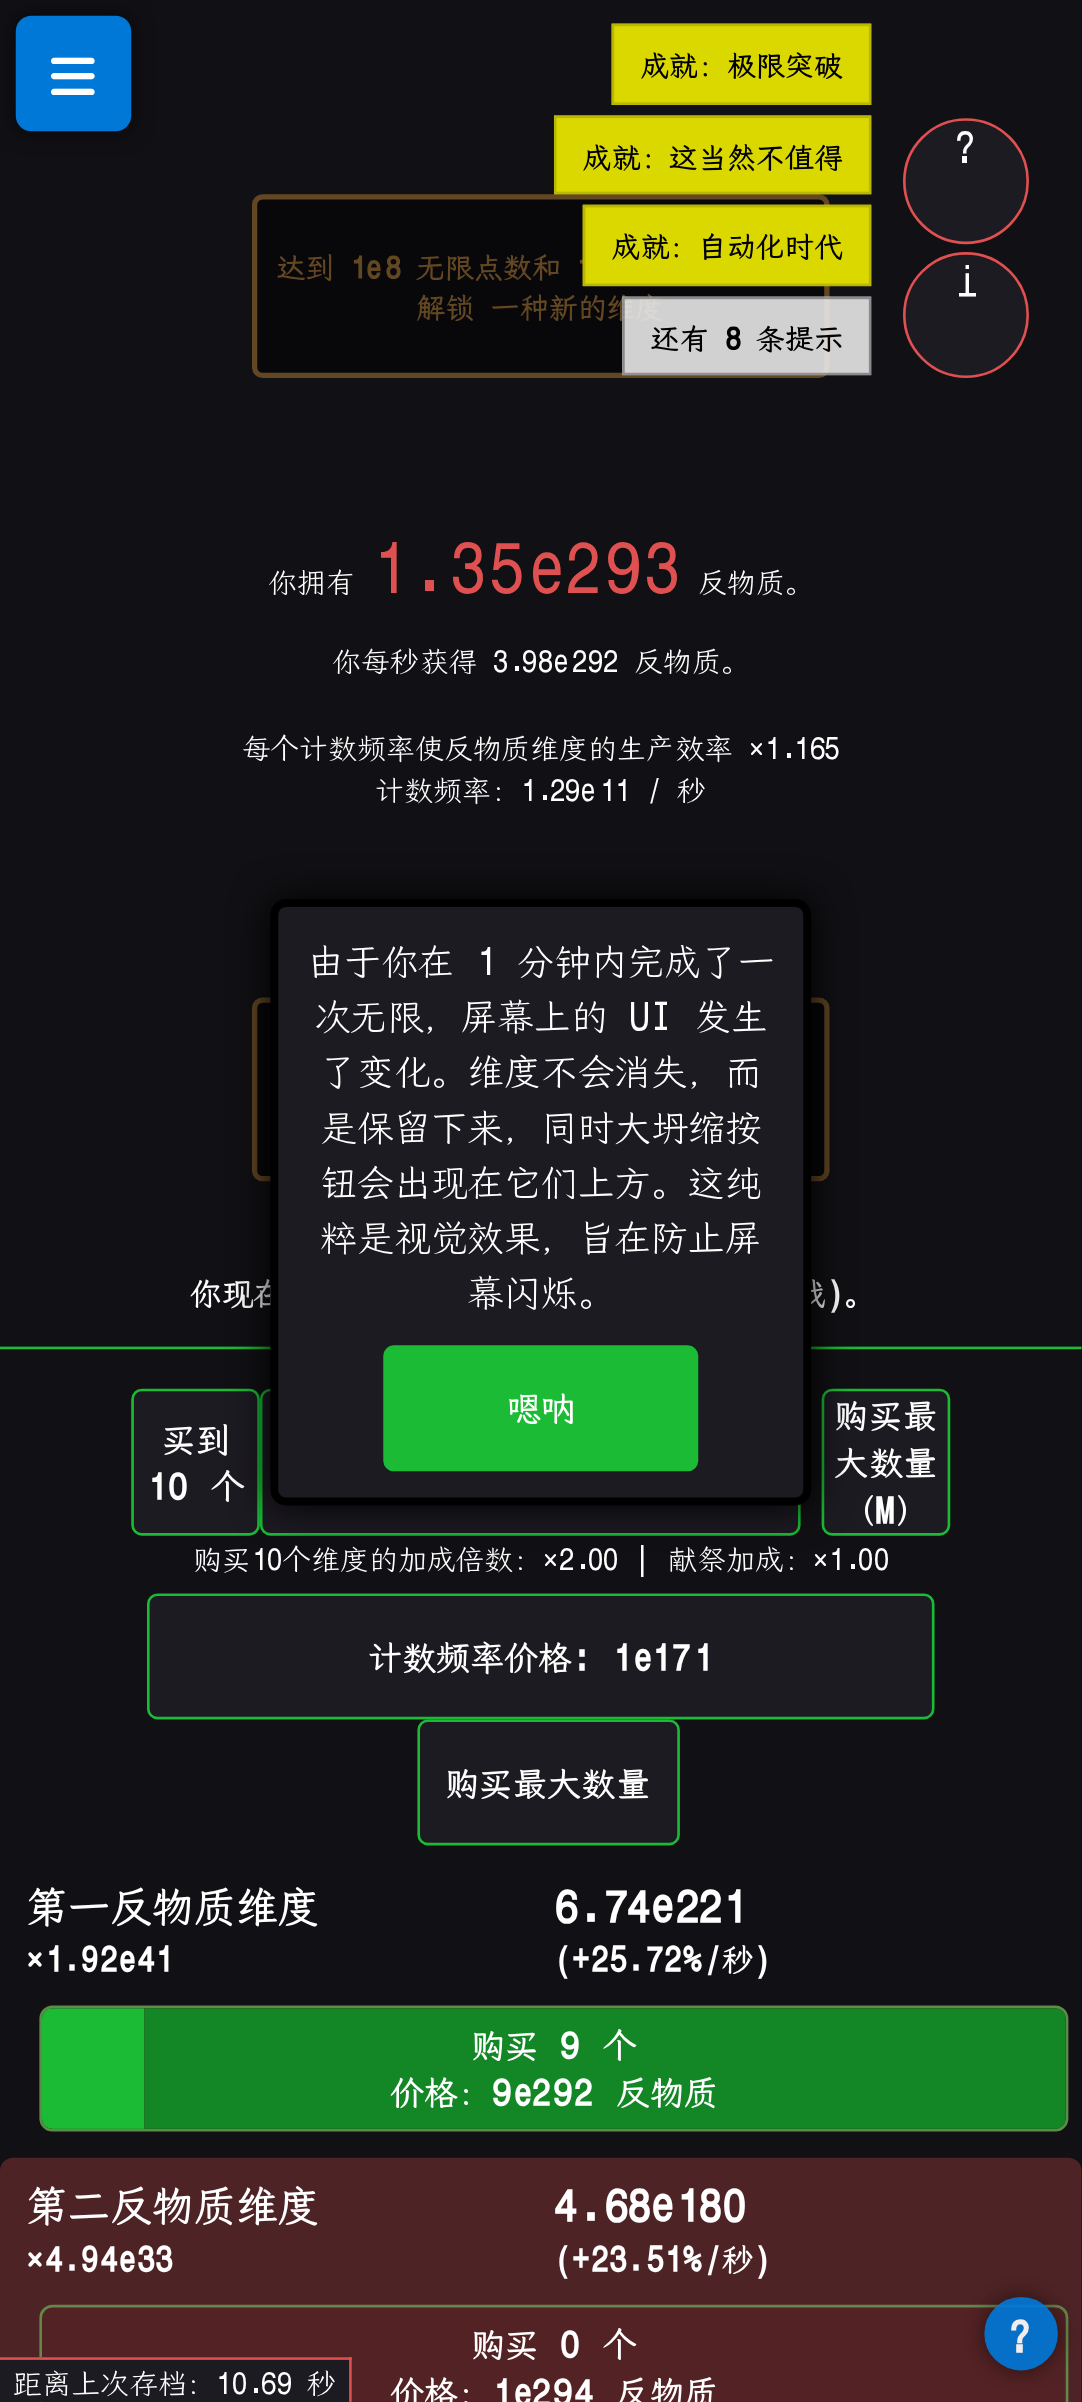 成就：极限突破
?
成就：这当然不值得
成就：自动化时代
i
达到 1e8 无限点数和
解锁 一种新的维度
还有 8 条提示
你拥有 1.35e293 反物质。
你每秒获得 3.98e292 反物质。
每个计数频率使反物质维度的生产效率 ×1.165
计数频率：1.29e11 / 秒
由于你在 1 分钟内完成了一
次无限，屏幕上的 UI 发生
了变化。维度不会消失，而
是保留下来，同时大坍缩按
钮会出现在它们上方。这纯
粹是视觉效果，旨在防止屏
幕闪烁。
嗯呐
你现在 戏)。
买到
10 个
购买最
大数量
(M)
购买10个维度的加成倍数：×2.00 | 献祭加成：×1.00
计数频率价格：1e171
购买最大数量
第一反物质维度 6.74e221
×1.92e41 (+25.72%/秒)
购买 9 个
价格：9e292 反物质
第二反物质维度 4.68e180
×4.94e33 (+23.51%/秒)
购买 0 个
价格：1e294 反物质
?
距离上次存档：10.69 秒